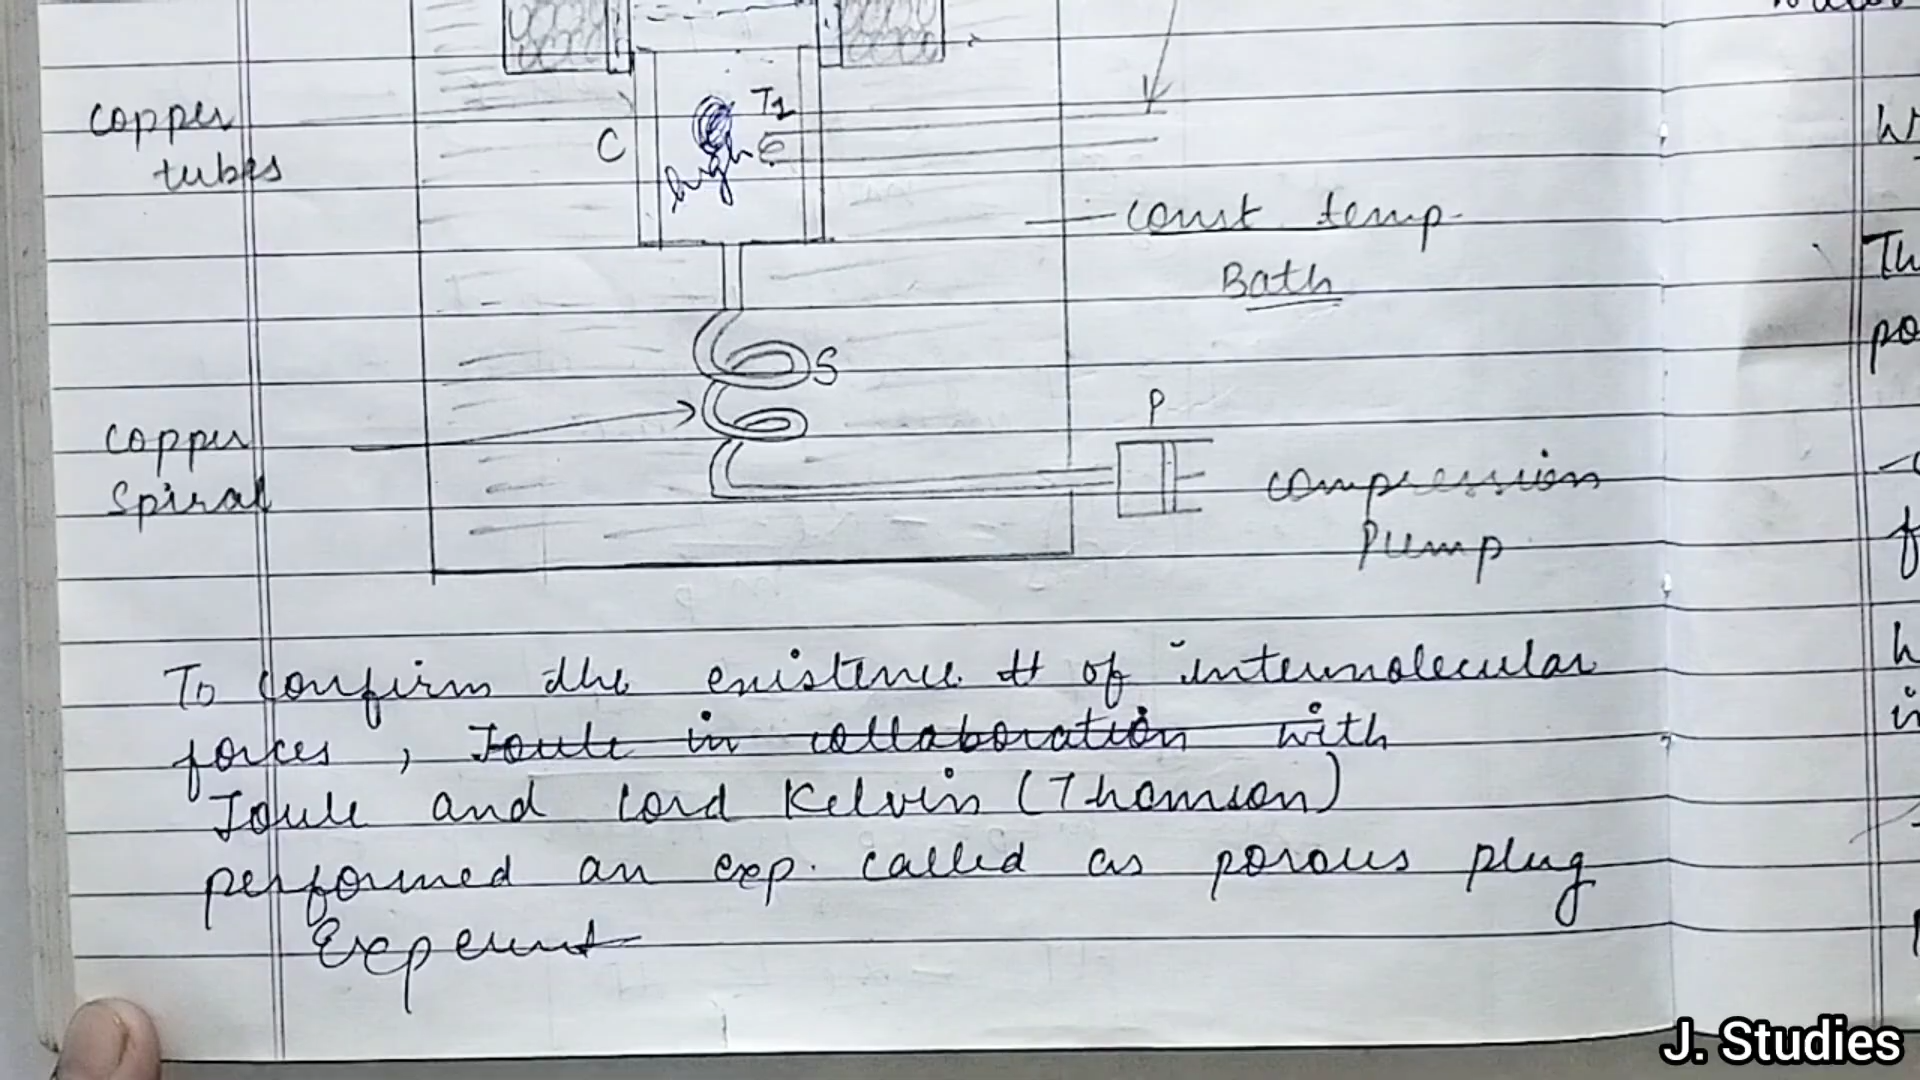 copper
tubes
C
T1
high
const temp
Bath
S
P
copper
spiral
compression
Pump
To confirm the existence of intermolecular
forces, Joule in collaboration with
Joule and Lord Kelvin (Thomson)
performed an exp. called as porous plug
J. Studies